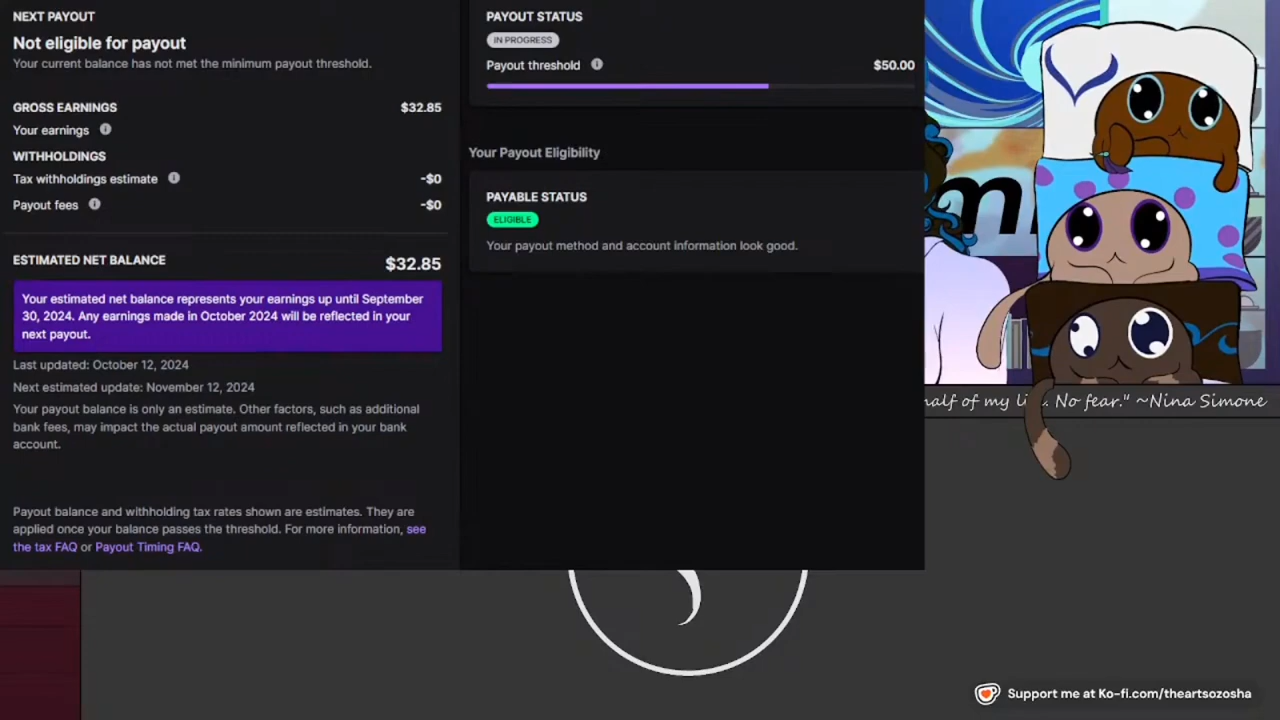 NEXT PAYOUT
Not eligible for payout
Your current balance has not met the minimum payout threshold.
GROSS EARNINGS $32.85
Your earnings
WITHHOLDINGS
Tax withholdings estimate -$0
Payout fees -$0
ESTIMATED NET BALANCE $32.85
Your estimated net balance represents your earnings up until September
30, 2024. Any earnings made in October 2024 will be reflected in your
next payout.
Last updated: October 12, 2024
Next estimated update: November 12, 2024
Your payout balance is only an estimate. Other factors, such as additional
bank fees, may impact the actual payout amount reflected in your bank
account.
Payout balance and withholding tax rates shown are estimates. They are
applied once your balance passes the threshold. For more information, see
the tax FAQ or Payout Timing FAQ.
PAYOUT STATUS
IN PROGRESS
Payout threshold $50.00
Your Payout Eligibility
PAYABLE STATUS
ELIGIBLE
Your payout method and account information look good.
half of my No fear." ~Nina Simone
Support me at Ko-fi.com/theartsozosha